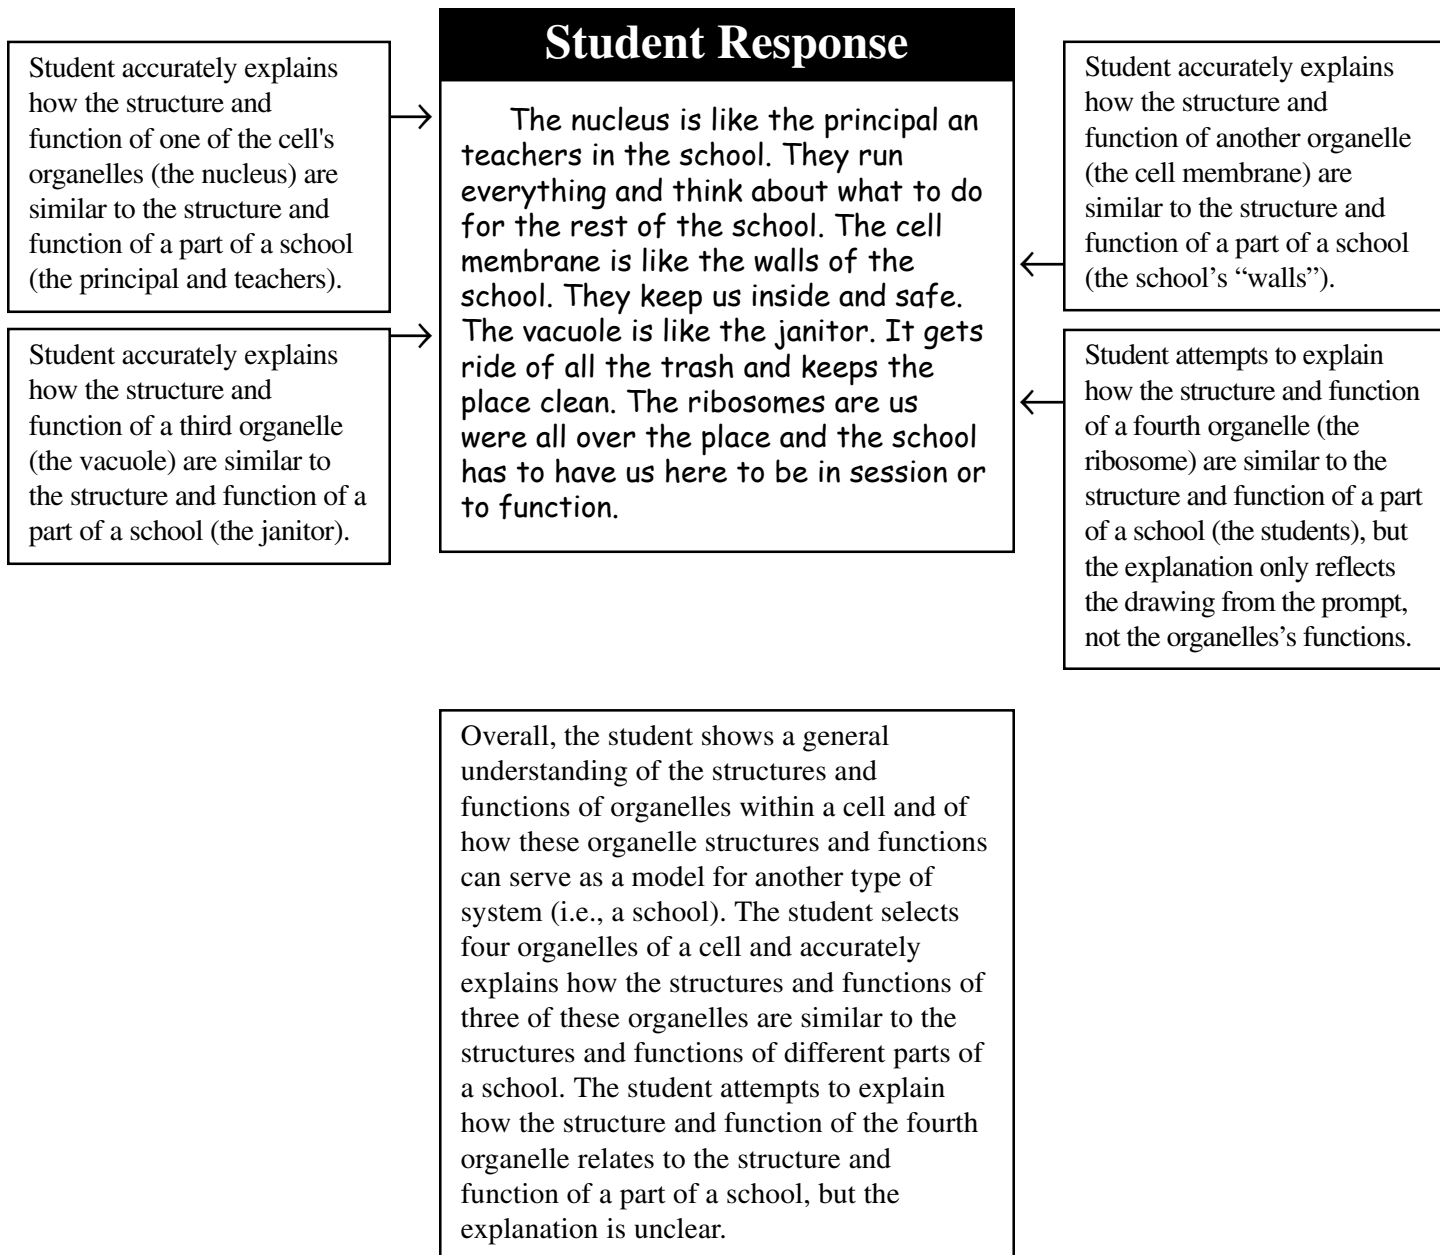 Student Response
Student accurately explains
how the structure and
function of one of the cell's
organelles (the nucleus) are
similar to the structure and
function of a part of a school
(the principal and teachers).
Student accurately explains
how the structure and
function of a third organelle
(the vacuole) are similar to
the structure and function of a
part of a school (the janitor).
The nucleus is like the principal an
teachers in the school. They run
everything and think about what to do
for the rest of the school. The cell
membrane is like the walls of the
school. They keep us inside and safe.
The vacuole is like the janitor. It gets
ride of all the trash and keeps the
place clean. The ribosomes are us
were all over the place and the school
has to have us here to be in session or
to function.
Student accurately explains
how the structure and
function of another organelle
(the cell membrane) are
similar to the structure and
function of a part of a school
(the school's “walls”).
Student attempts to explain
how the structure and function
of a fourth organelle (the
ribosome) are similar to the
structure and function of a part
of a school (the students), but
the explanation only reflects
the drawing from the prompt,
not the organelles’s functions.
Overall, the student shows a general
understanding of the structures and
functions of organelles within a cell and of
how these organelle structures and functions
can serve as a model for another type of
system (i.e., a school). The student selects
four organelles of a cell and accurately
explains how the structures and functions of
three of these organelles are similar to the
structures and functions of different parts of
a school. The student attempts to explain
how the structure and function of the fourth
organelle relates to the structure and
function of a part of a school, but the
explanation is unclear.